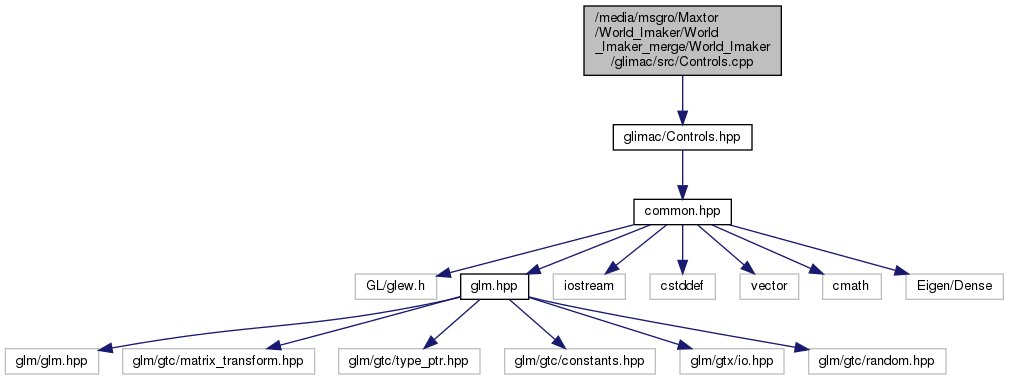 /media/msgro/Maxtor
/World_Imaker/World
_Imaker_merge/World_Imaker
/glimac/src/Controls.cpp
glimac/Controls.hpp
common.hpp
GL/glew.h
glm.hpp
iostream
cstddef
vector
cmath
Eigen/Dense
glm/glm.hpp
glm/gtc/matrix_transform.hpp
glm/gtc/type_ptr.hpp
glm/gtc/constants.hpp
glm/gtx/io.hpp
glm/gtc/random.hpp